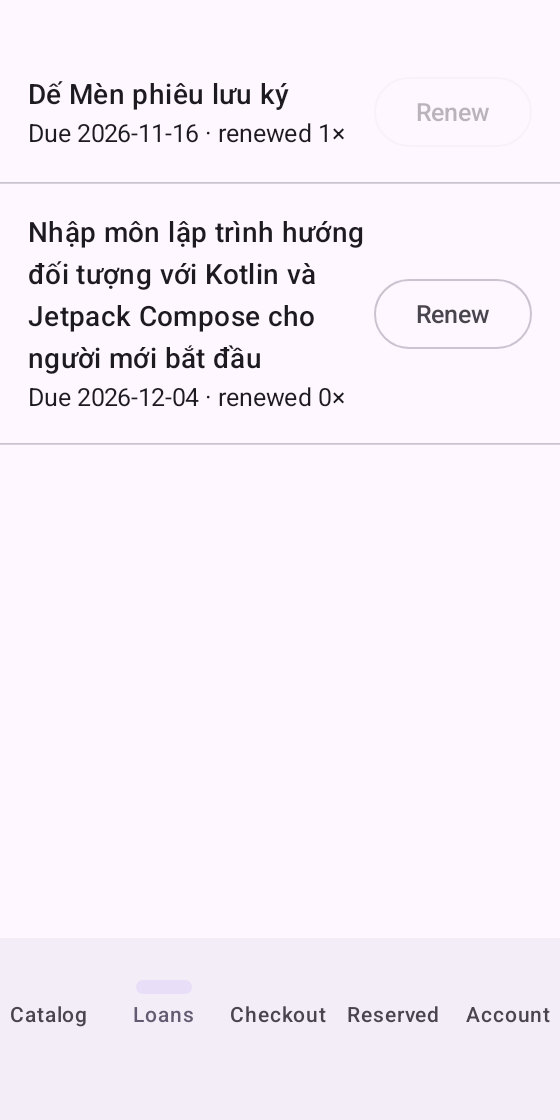 Dế Mèn phiêu lưu ký
Due 2026-11-16 · renewed 1×
Renew
Nhập môn lập trình hướng
đối tượng với Kotlin và
Jetpack Compose cho
người mới bắt đầu
Due 2026-12-04 · renewed 0×
Renew
Catalog
Loans
Checkout
Reserved
Account